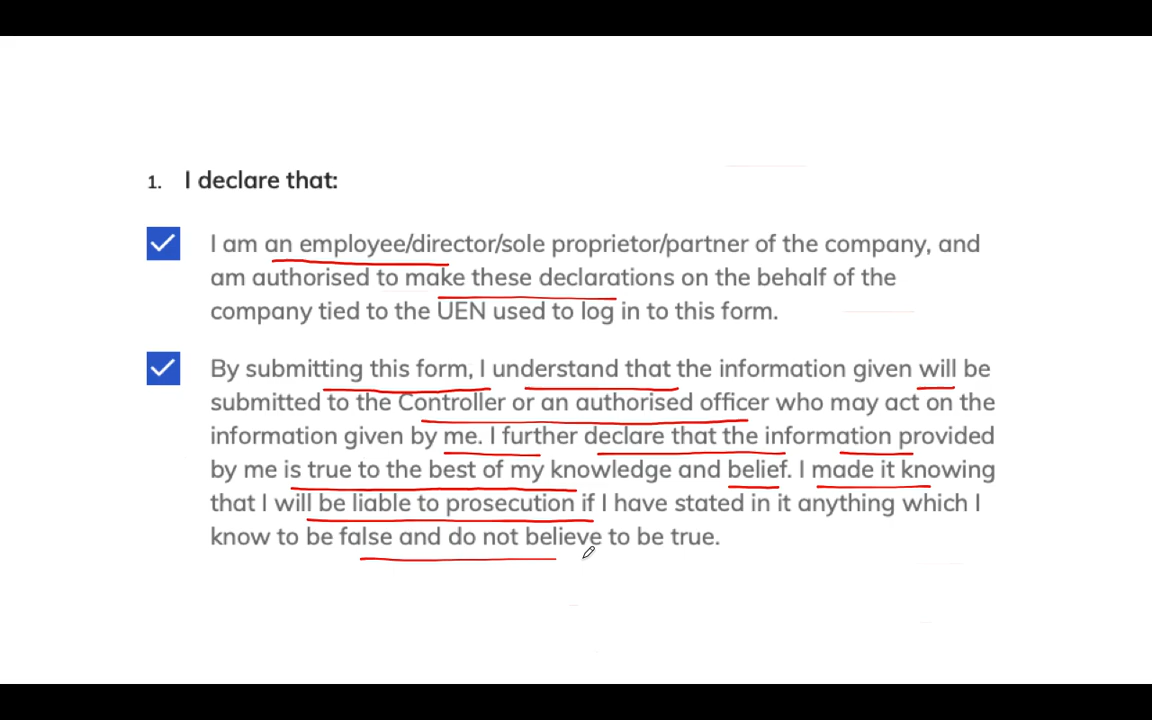 1. I declare that:
I am an employee/director/sole proprietor/partner of the company, and
am authorised to make these declarations on the behalf of the
company tied to the UEN used to log in to this form.
By submitting this form, I understand that the information given will be
submitted to the Controller or an authorised officer who may act on the
information given by me. I further declare that the information provided
by me is true to the best of my knowledge and belief. I made it knowing
that I will be liable to prosecution if I have stated in it anything which I
know to be false and do not believe to be true.